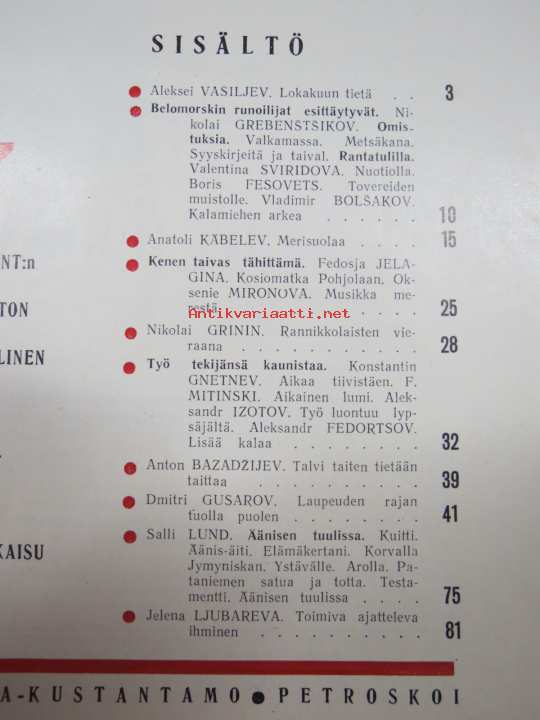 SISÄLTÖ
Aleksei VASILJEV. Lokakuun tietä . . 3
Belomorskin runoilijat esittäytyvät. Ni-
kolai GREBENSTSIKOV. Omis-
tuksia. Valkamassa. Metsäkana.
Syyskirjeitä ja taival. Rantatulilla.
Valentina SVIRIDOVA. Nuotiolla.
Boris FESOVETS. Tovereiden
muistolle. Vladimir BOLŠAKOV.
Kalamiehen arkea . . . . . . 10
Anatoli KÄBELEV. Merisuolaa . . . 15
NT:n
Kenen taivas tähittämä. Fedosja JELA-
GINA. Kosiomatka Pohjolaan. Ok-
senie MIRONOVA. Musikka me-
restä 25
TON
Antikvariaatti.net
Nikolai GRININ. Rannikkolaisten vie-
raana . . . . . . . . . . 28
LINEN
Työ tekijänsä kaunistaa. Konstantin
GNETNEV. Aikaa tiivistäen. F.
MITINSKI. Aikainen lumi. Alek-
sandr IZOTOV. Työ luontuu lyp-
säjältä. Aleksandr FEDORTSOV.
Lisää kalaa . . . . . . . . 32
Anton BAZADŽIJEV. Talvi taiten tietään
taittaa . . . . . . . . . . 39
Dmitri GUSAROV. Laupeuden rajan
tuolla puolen . . . . . . . . 41
Salli LUND. Äänisen tuulissa. Kuitti.
Äänis-äiti. Elämäkertani. Korvalla
KAISU
Jymyniskan. Ystävälle. Arolla. Pa-
taniemen satua ja totta. Testa-
mentti. Äänisen tuulissa . . . . 75
Jelena LJUBAREVA. Toimiva ajatteleva
ihminen . . . . . . . . . 81
A-KUSTANTAMO ● PETROSKOI